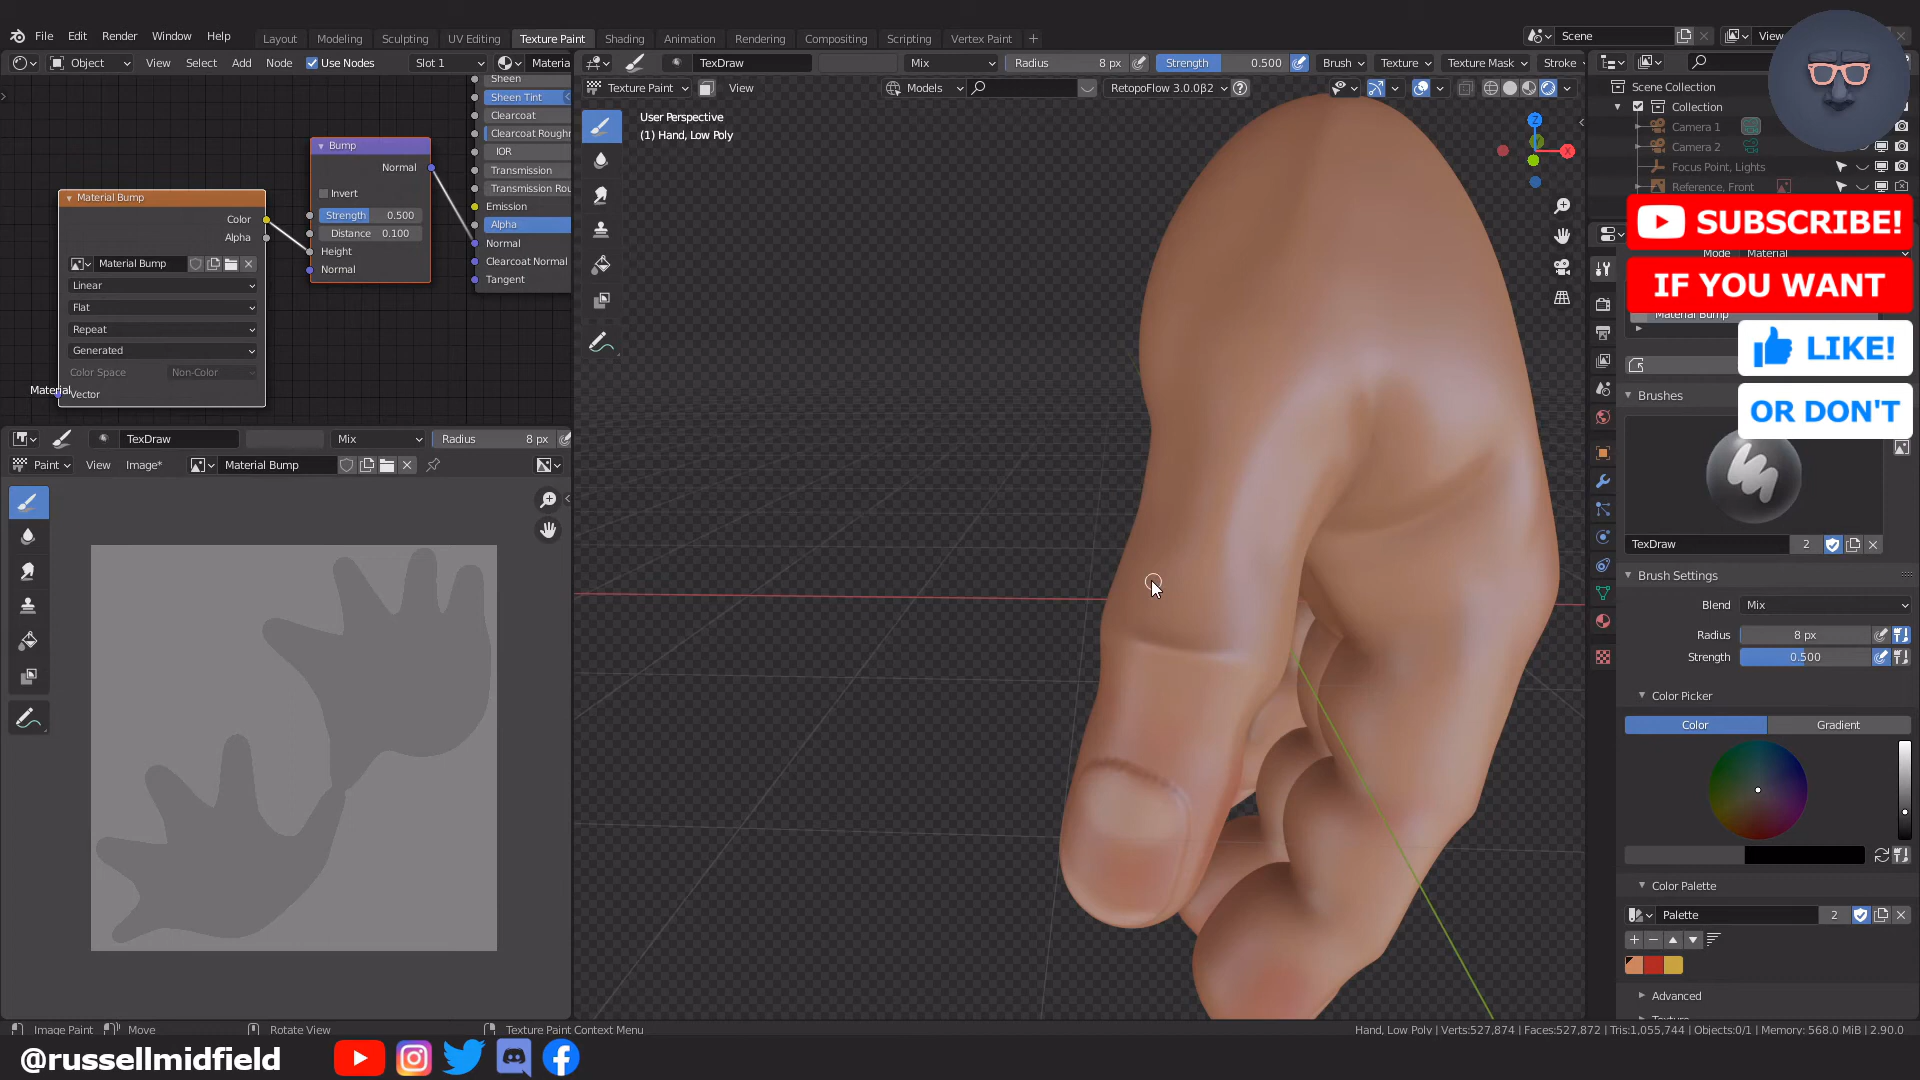 File Edit Render Window Help
Layout Modeling Sculpting UV Editing Texture Paint Shading Animation Rendering Compositing Scripting Vertex Paint
Scene
Object View Select Add Node Use Nodes Slot 1
TexDraw Mix Radius 8 px Strength 0.500 Brush Texture Texture Mask Stroke
Texture Paint View Models RetopoFlow 3.0.0β2
Scene Collection
Collection
Camera 1
Camera 2
Focus Point, Lights
Reference, Front
User Perspective
(1) Hand, Low Poly
Sheen
Sheen Tint
Clearcoat
Clearcoat Roughn
IOR
Transmission
Transmission Rou
Emission
Alpha
Normal
Clearcoat Normal
Tangent
Bump
Normal
Invert
Strength 0.500
Distance 0.100
Height
Normal
Material Bump
Color
Alpha
Material Bump
Linear
Flat
Repeat
Generated
Color Space Non-Color
Vector
Material
SUBSCRIBE!
IF YOU WANT
LIKE!
OR DON'T
Mode Material
Material Bump
Brushes
TexDraw 2
Brush Settings
Blend Mix
Radius 8 px
Strength 0.500
Color Picker
Color Gradient
Color Palette
Palette 2
Advanced
TexDraw Mix Radius 8 px
Paint View Image* Material Bump
Image Paint Move Rotate View Texture Paint Context Menu
Hand, Low Poly | Verts:527,874 | Faces:527,872 | Tris:1,055,744 | Objects:0/1 | Memory: 568.0 MiB | 2.90.0
@russellmidfield